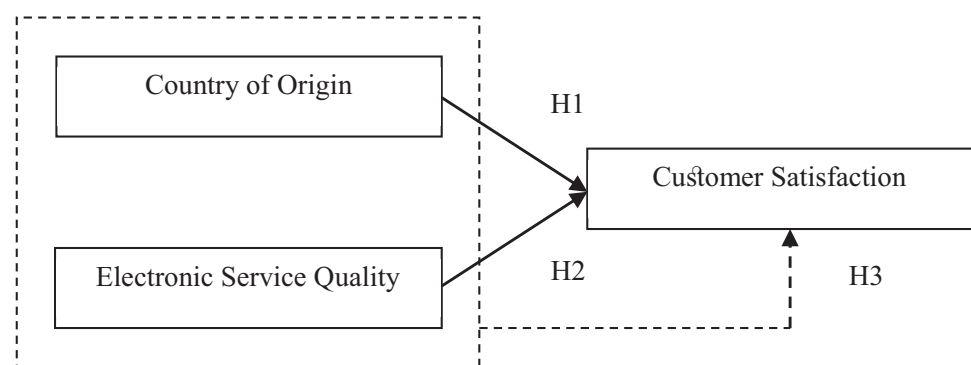 Country of Origin
H1
Customer Satisfaction
Electronic Service Quality
H2
H3